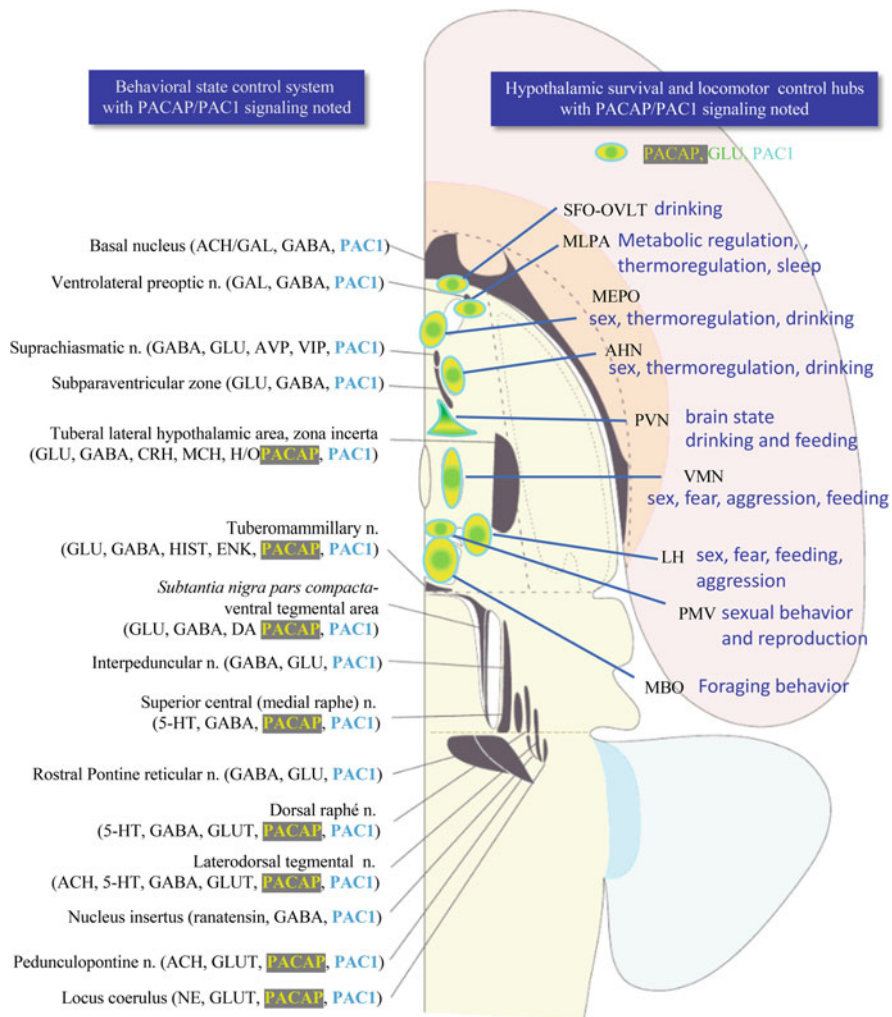 Behavioral state control system
with PACAP/PAC1 signaling noted
Hypothalamic survival and locomotor control hubs
with PACAP/PAC1 signaling noted
PACAP, GLU, PAC1
Basal nucleus (ACH/GAL, GABA, PAC1)
Ventrolateral preoptic n. (GAL, GABA, PAC1)
Suprachiasmatic n. (GABA, GLU, AVP, VIP, PAC1)
Subparaventricular zone (GLU, GABA, PAC1)
Tuberal lateral hypothalamic area, zona incerta
(GLU, GABA, CRH, MCH, H/OPACAP, PAC1)
Tuberomammillary n.
(GLU, GABA, HIST, ENK, PACAP, PAC1)
Subtantia nigra pars compacta-
ventral tegmental area
(GLU, GABA, DA PACAP, PAC1)
Interpeduncular n. (GABA, GLU, PAC1)
Superior central (medial raphe) n.
(5-HT, GABA, PACAP, PAC1)
Rostral Pontine reticular n. (GABA, GLU, PAC1)
Dorsal raphé n.
(5-HT, GABA, GLUT, PACAP, PAC1)
Laterodorsal tegmental n.
(ACH, 5-HT, GABA, GLUT, PACAP, PAC1)
Nucleus insertus (ranatensin, GABA, PAC1)
Pedunculopontine n. (ACH, GLUT, PACAP, PAC1)
Locus coerulus (NE, GLUT, PACAP, PAC1)
SFO-OVLT drinking
MLPA Metabolic regulation, ,
thermoregulation, sleep
MEPO
sex, thermoregulation, drinking
AHN
sex, thermoregulation, drinking
PVN brain state
drinking and feeding
VMN
sex, fear, aggression, feeding
LH sex, fear, feeding,
aggression
PMV sexual behavior
and reproduction
MBO Foraging behavior